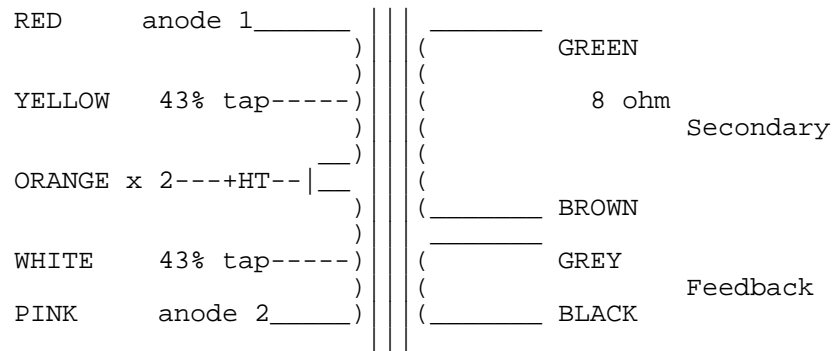 RED anode 1
GREEN
YELLOW 43% tap
8 ohm
Secondary
ORANGE x 2---+HT--
BROWN
WHITE 43% tap
GREY
Feedback
PINK anode 2
BLACK